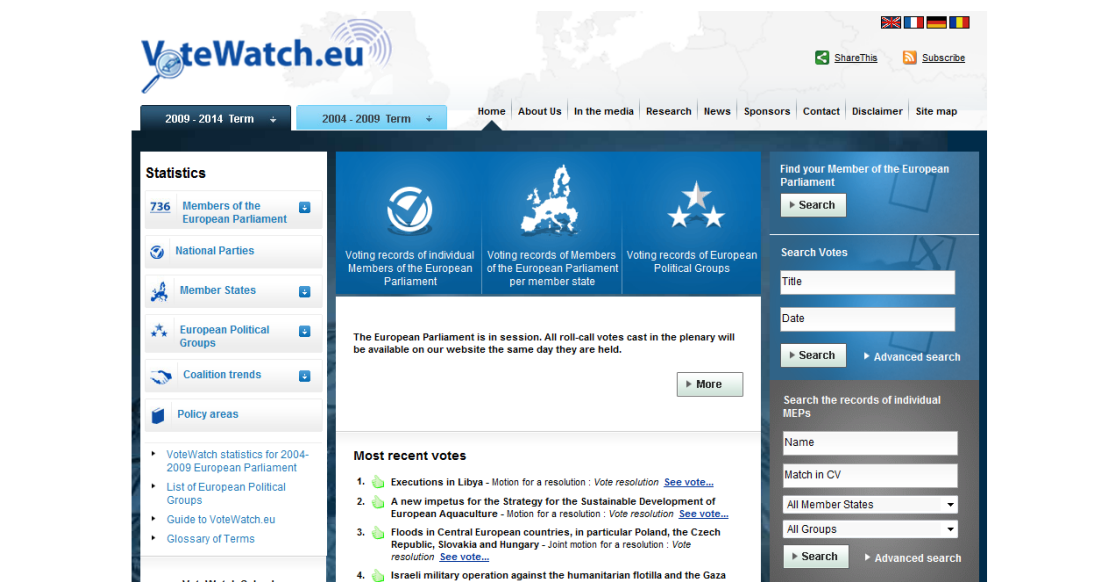 VoteWatch.eu
ShareThis
Subscribe
2009 - 2014 Term
2004 - 2009 Term
Home
About Us
In the media
Research
News
Sponsors
Contact
Disclaimer
Site map
Statistics
736
Members of the
European Parliament
National Parties
Member States
European Political
Groups
Coalition trends
Policy areas
VoteWatch statistics for 2004-
2009 European Parliament
List of European Political
Groups
Guide to VoteWatch.eu
Glossary of Terms
Voting records of individual
Members of the European
Parliament
Voting records of Members
of the European Parliament
per member state
Voting records of European
Political Groups
The European Parliament is in session. All roll-call votes cast in the plenary will
be available on our website the same day they are held.
More
Most recent votes
1. Executions in Libya - Motion for a resolution : Vote resolution See vote...
2. A new impetus for the Strategy for the Sustainable Development of
European Aquaculture - Motion for a resolution : Vote resolution See vote...
3. Floods in Central European countries, in particular Poland, the Czech
Republic, Slovakia and Hungary - Joint motion for a resolution : Vote
resolution See vote...
4. Israeli military operation against the humanitarian flotilla and the Gaza
Find your Member of the European
Parliament
Search
Search Votes
Title
Date
Search
Advanced search
Search the records of individual
MEPs
Name
Match in CV
All Member States
All Groups
Search
Advanced search